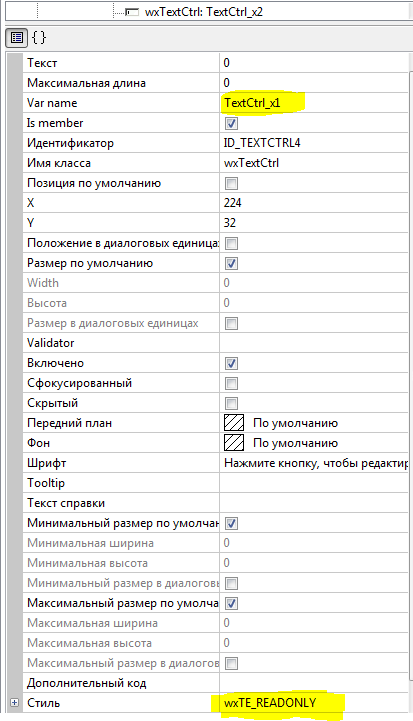 wxTextCtrl: TextCtrl_x2
{}
Текст 0
Максимальная длина 0
Var name TextCtrl_x1
Is member
Идентификатор ID_TEXTCTRL4
Имя класса wxTextCtrl
Позиция по умолчанию
X 224
Y 32
Положение в диалоговых единицах
Размер по умолчанию
Width 0
Высота 0
Размер в диалоговых единицах
Validator
Включено
Сфокусированный
Скрытый
Передний план По умолчанию
Фон По умолчанию
Шрифт Нажмите кнопку, чтобы редактир
Tooltip
Текст справки
Минимальный размер по умолчан
Минимальная ширина 0
Минимальная высота 0
Минимальный размер в диалоговы
Максимальный размер по умолча
Максимальная ширина 0
Максимальная высота 0
Максимальный размер в диалогов
Дополнительный код
Стиль wxTE_READONLY